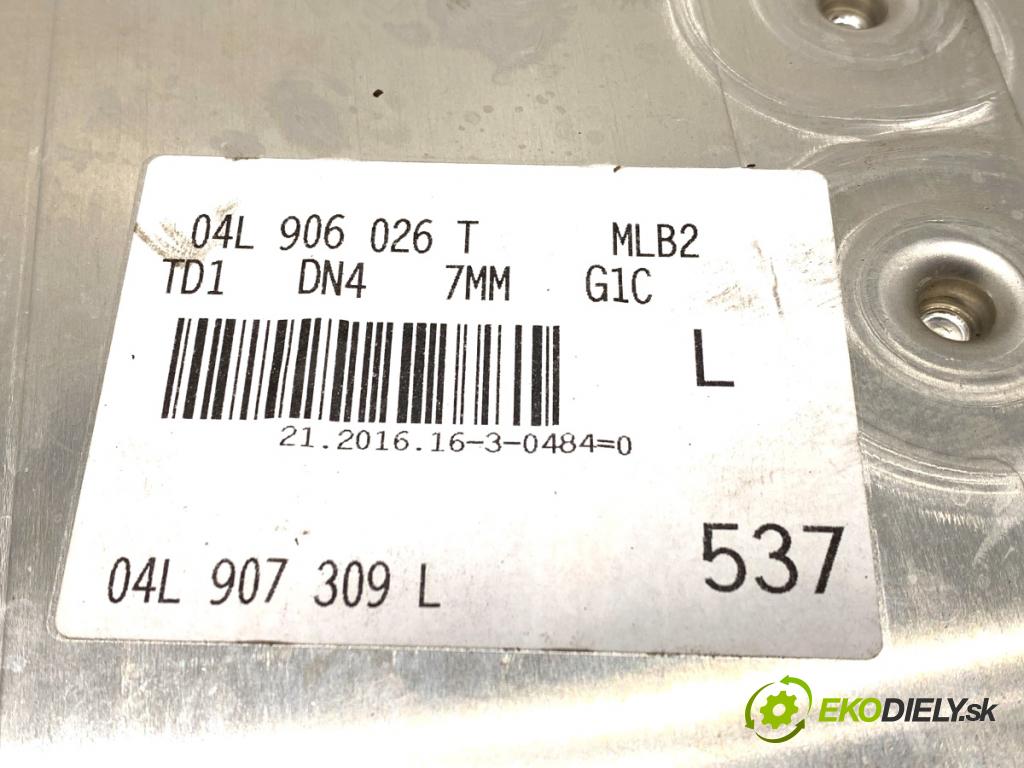 04L 906 026 T MLB2
TD1 DN4 7MM G1C
L
21.2016.16-3-0484=0
537
04L 907 309 L
EKODIELY.sk